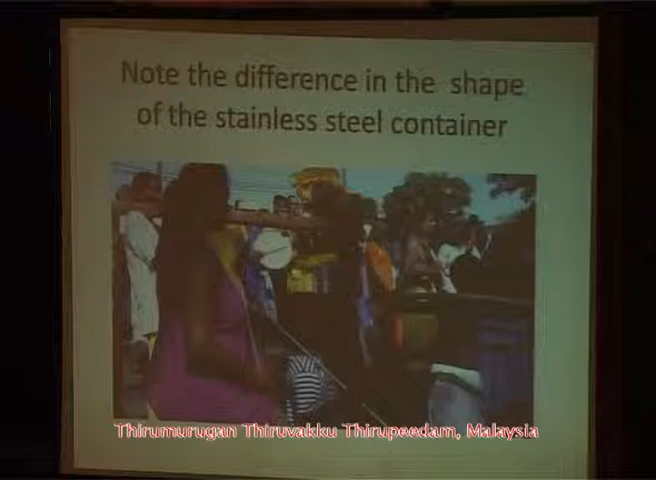 Note the difference in the shape
of the stainless steel container
Thirumurugan Thiruvakku Thirupeedam, Malaysia